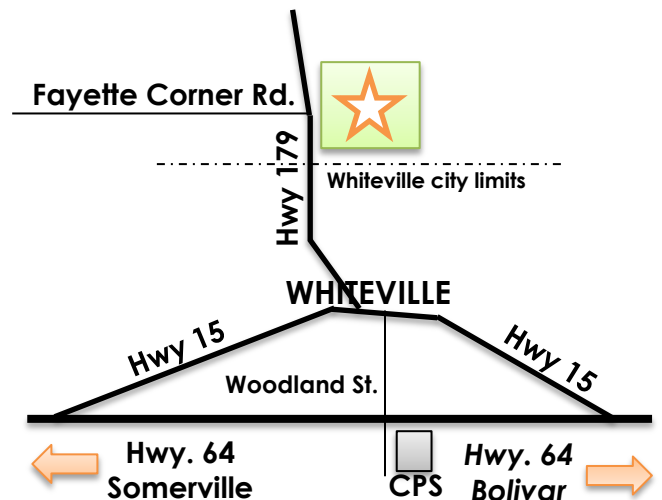 Fayette Corner Rd.
Hwy 179
Whiteville city limits
WHITEVILLE
Hwy 15
Hwy 15
Woodland St.
Hwy. 64
Somerville
CPS
Hwy. 64
Bolivar